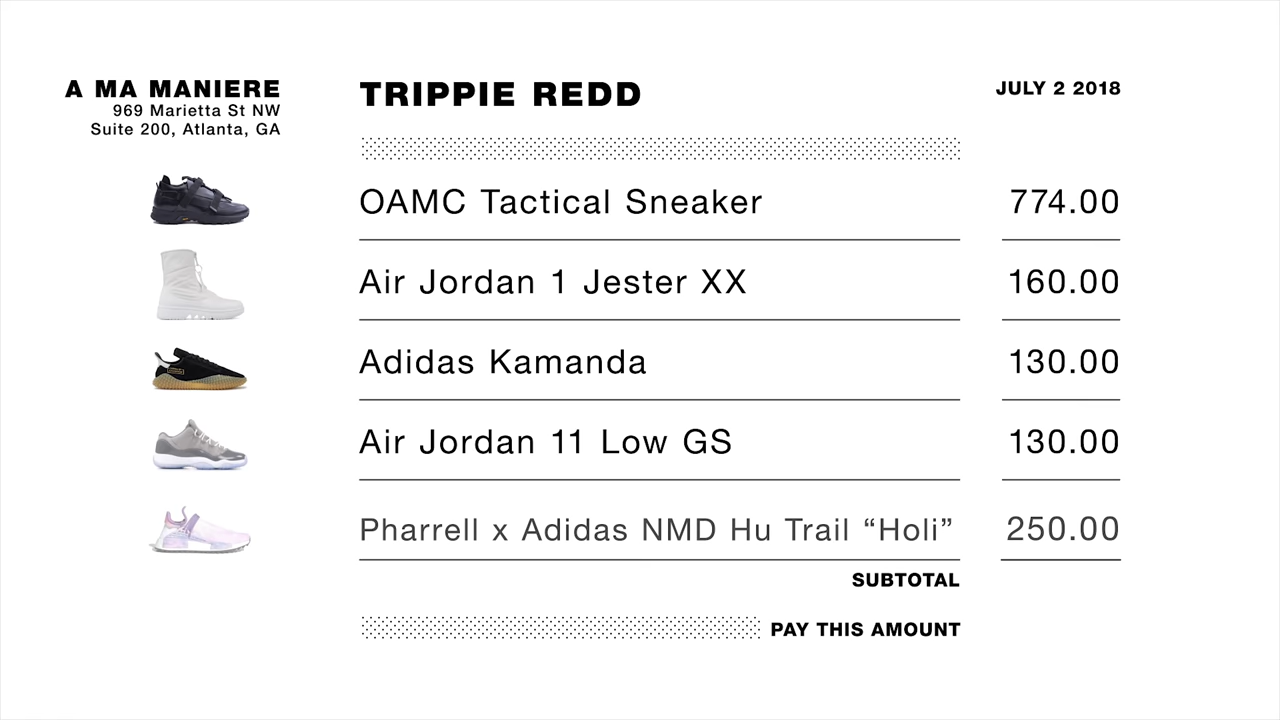 A MA MANIERE
969 Marietta St NW
Suite 200, Atlanta, GA
TRIPPIE REDD
JULY 2 2018
OAMC Tactical Sneaker 774.00
Air Jordan 1 Jester XX 160.00
Adidas Kamanda 130.00
Air Jordan 11 Low GS 130.00
Pharrell x Adidas NMD Hu Trail “Holi” 250.00
SUBTOTAL
PAY THIS AMOUNT